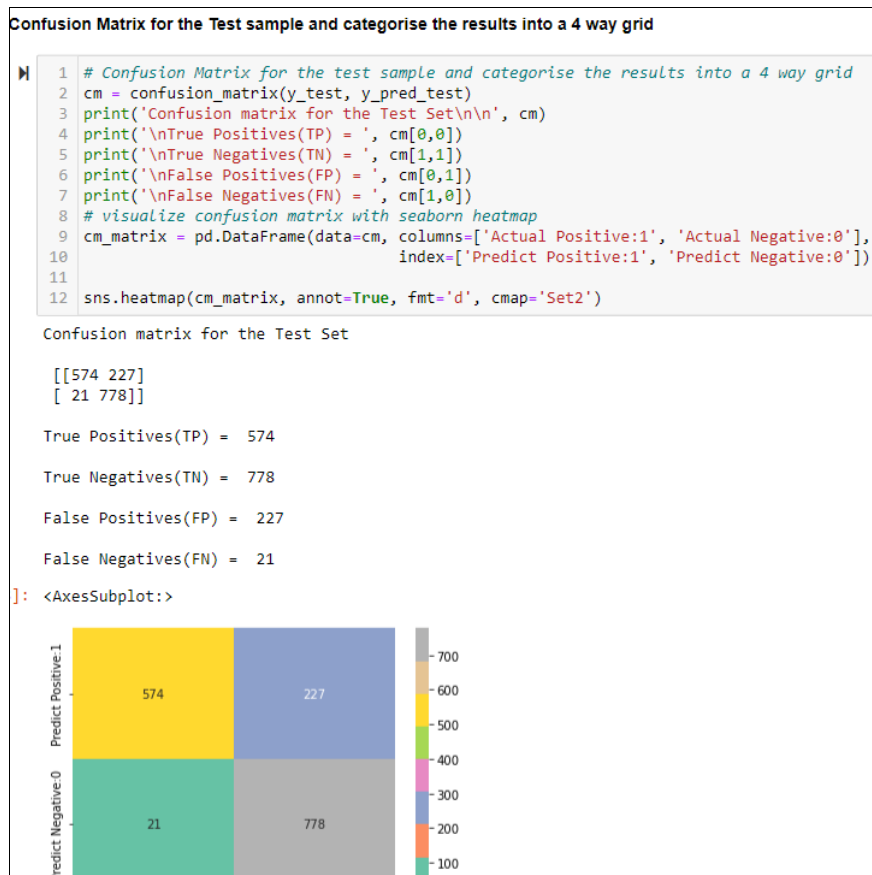 Confusion Matrix for the Test sample and categorise the results into a 4 way grid
1 # Confusion Matrix for the test sample and categorise the results into a 4 way grid
2 cm = confusion_matrix(y_test, y_pred_test)
3 print('Confusion matrix for the Test Set\n\n', cm)
4 print('\nTrue Positives(TP) = ', cm[0,0])
5 print('\nTrue Negatives(TN) = ', cm[1,1])
6 print('\nFalse Positives(FP) = ', cm[0,1])
7 print('\nFalse Negatives(FN) = ', cm[1,0])
8 # visualize confusion matrix with seaborn heatmap
9 cm_matrix = pd.DataFrame(data=cm, columns=['Actual Positive:1', 'Actual Negative:0'],
10 index=['Predict Positive:1', 'Predict Negative:0'])
11
12 sns.heatmap(cm_matrix, annot=True, fmt='d', cmap='Set2')
Confusion matrix for the Test Set
[[574 227]
[ 21 778]]
True Positives(TP) =  574
True Negatives(TN) =  778
False Positives(FP) =  227
False Negatives(FN) =  21
]: <AxesSubplot:>
Predict Positive:1
574 227
redict Negative:0
21 778
700
600
500
400
300
200
100